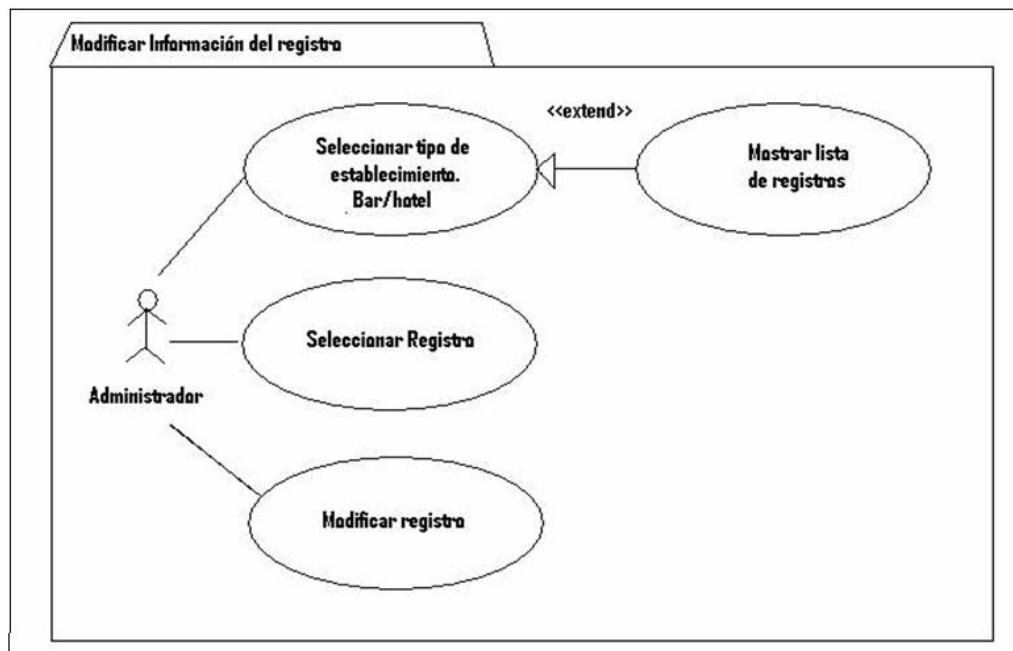 Modificar Información del registro
<<extend>>
Seleccionar tipo de
establecimiento.
Bar/hotel
Mostrar lista
de registros
Seleccionar Registro
Administrador
Modificar registro